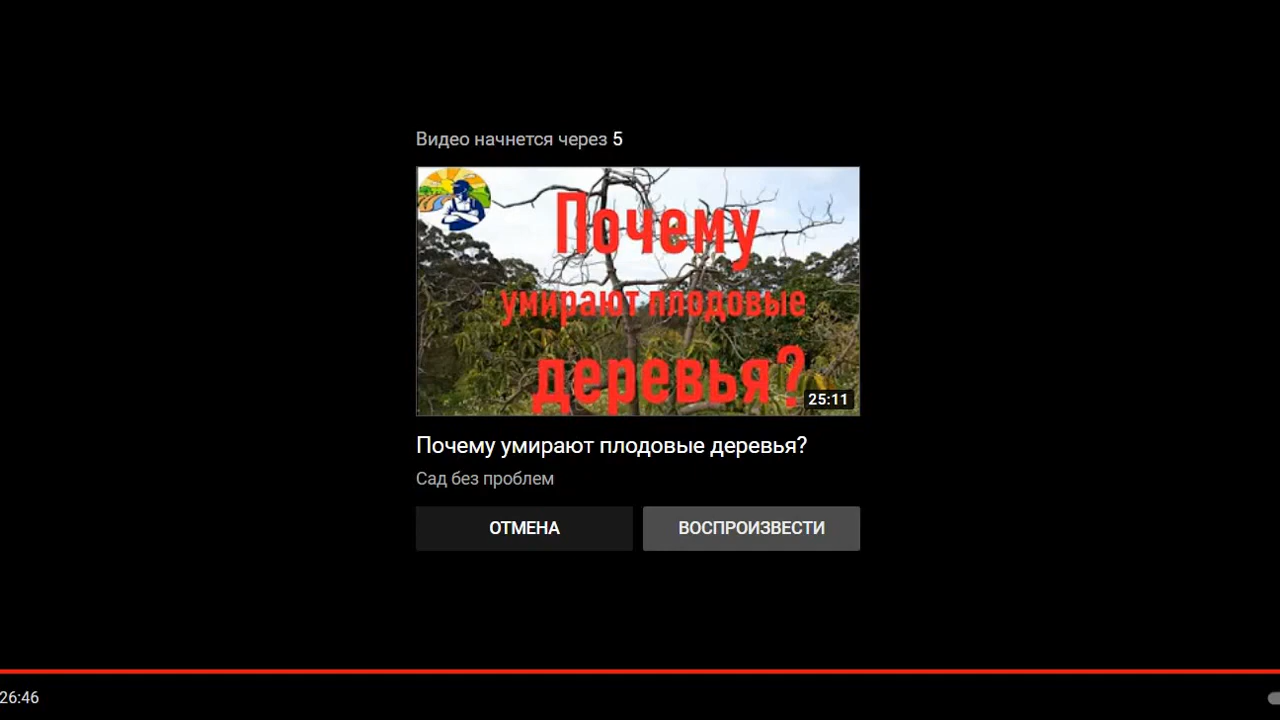 Видео начнется через 5
Почему
умирают плодовые
деревья?
25:11
Почему умирают плодовые деревья?
Сад без проблем
ОТМЕНА
ВОСПРОИЗВЕСТИ
26:46